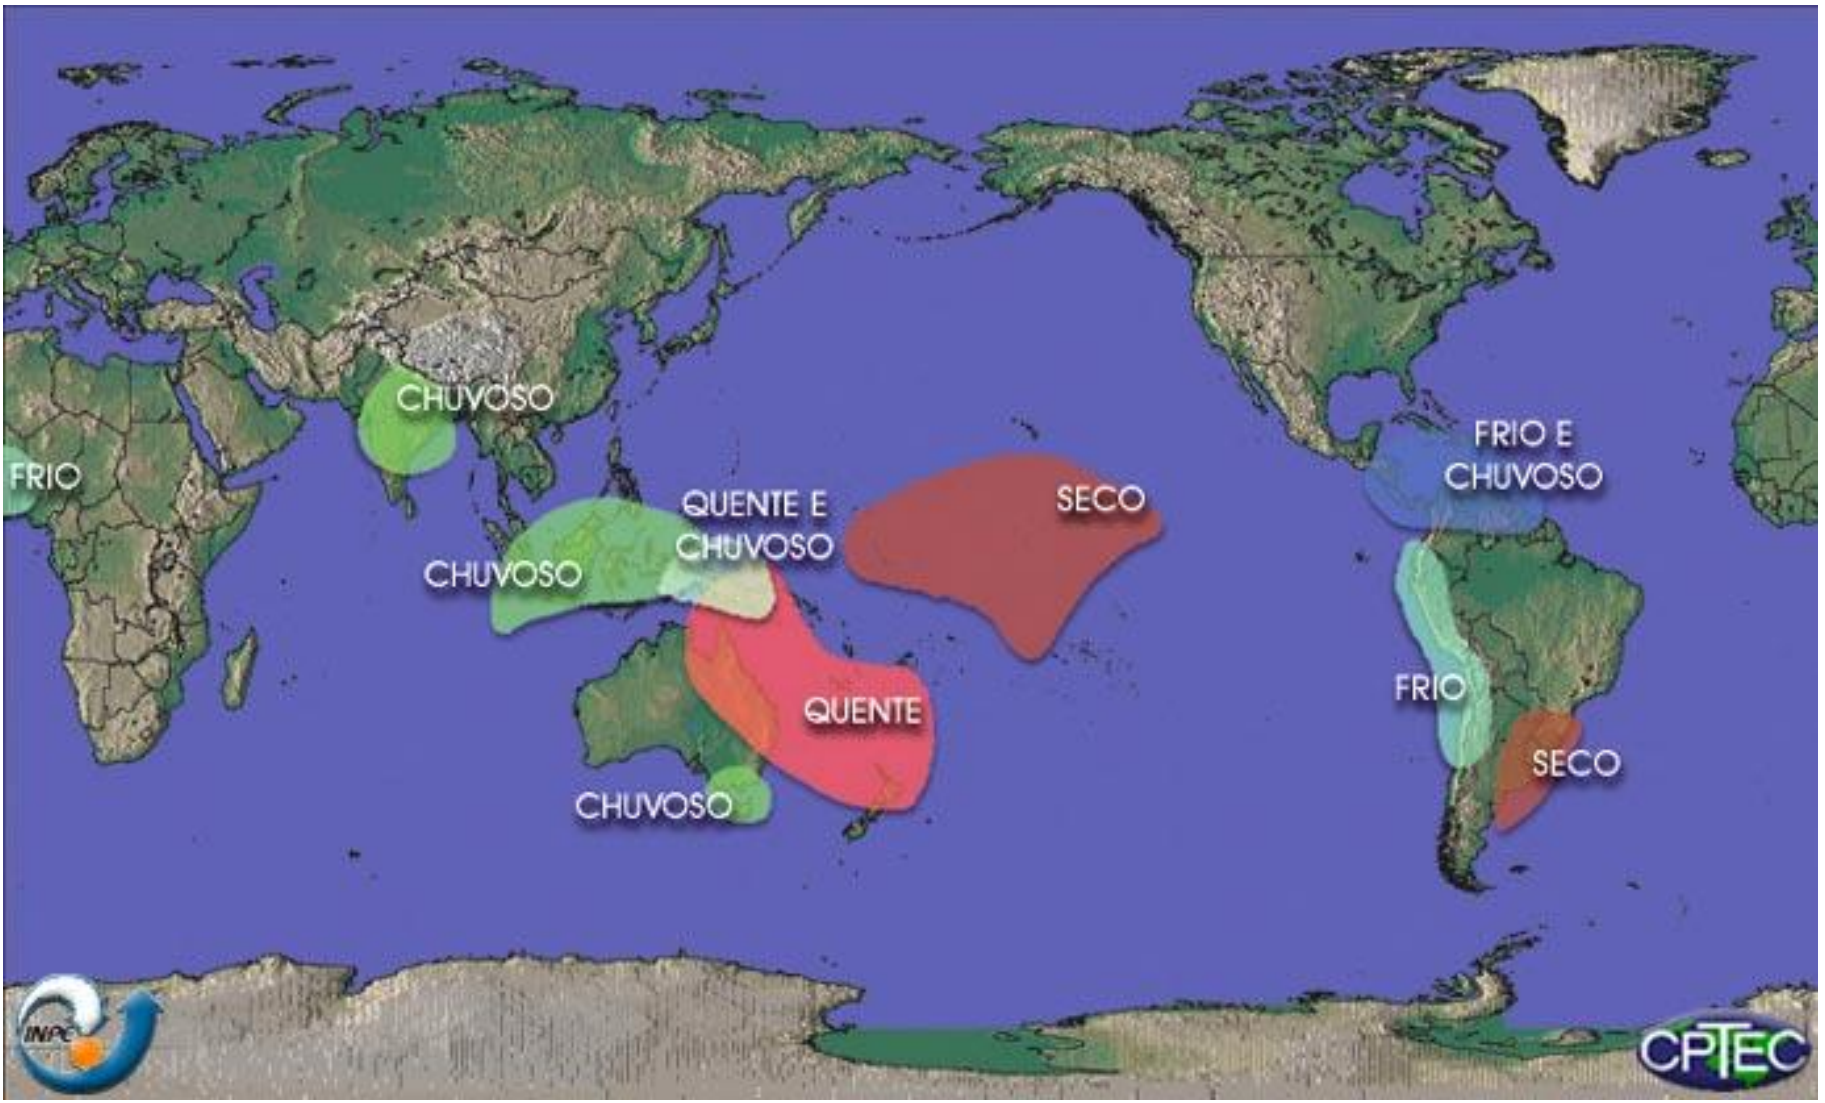 CHUVOSO
FRIO E
CHUVOSO
FRIO
QUENTE E
CHUVOSO
SECO
CHUVOSO
FRIO
QUENTE
SECO
CHUVOSO
INPE
CPTEC